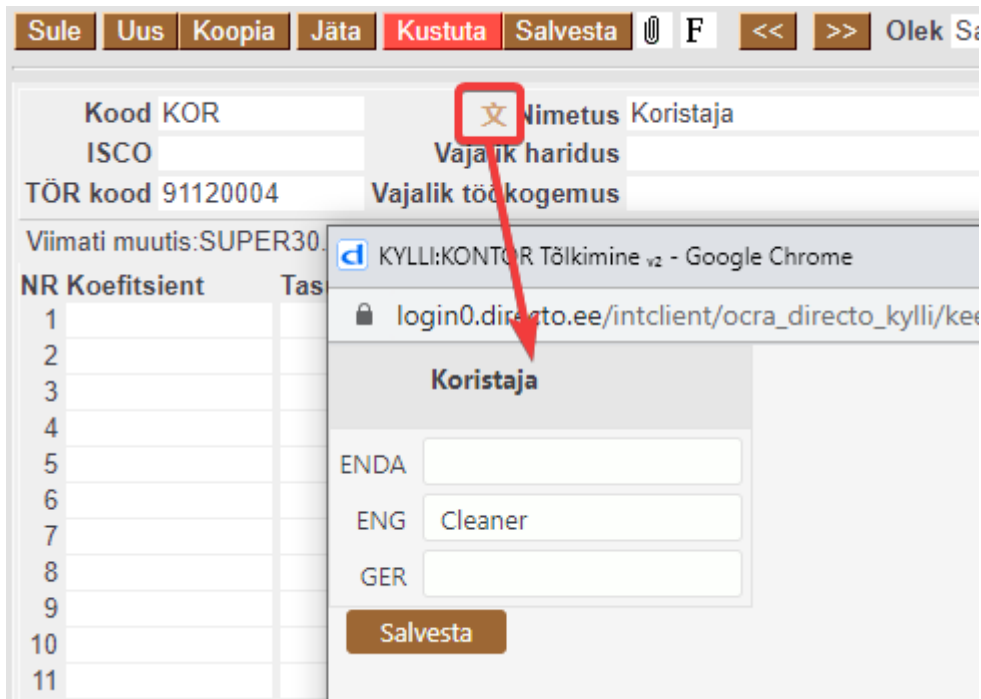 Sule Uus Koopia Jäta Kustuta Salvesta F << >> Olek
Kood KOR 文 Nimetus Koristaja
ISCO Vajalik haridus
TÖR kood 91120004 Vajalik töökogemus
Viimati muutis:SUPER30.
NR Koefitsient
1
2
3
4
5
6
7
8
9
10
11
KYLLI:KONTOR Tõlkimine v2 - Google Chrome
login0.directo.ee/intclient/ocra_directo_kylli/kee
Koristaja
ENDA
ENG Cleaner
GER
Salvesta